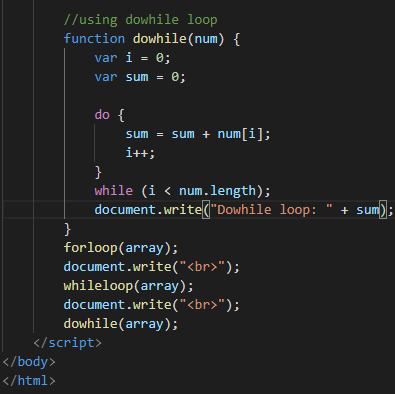 //using dowhile loop
function dowhile(num) {
var i = 0;
var sum = 0;
do {
sum = sum + num[i];
i++;
}
while (i < num.length);
document.write("Dowhile loop: " + sum);
}
forloop(array);
document.write("<br>");
whileloop(array);
document.write("<br>");
dowhile(array);
</script>
</body>
</html>